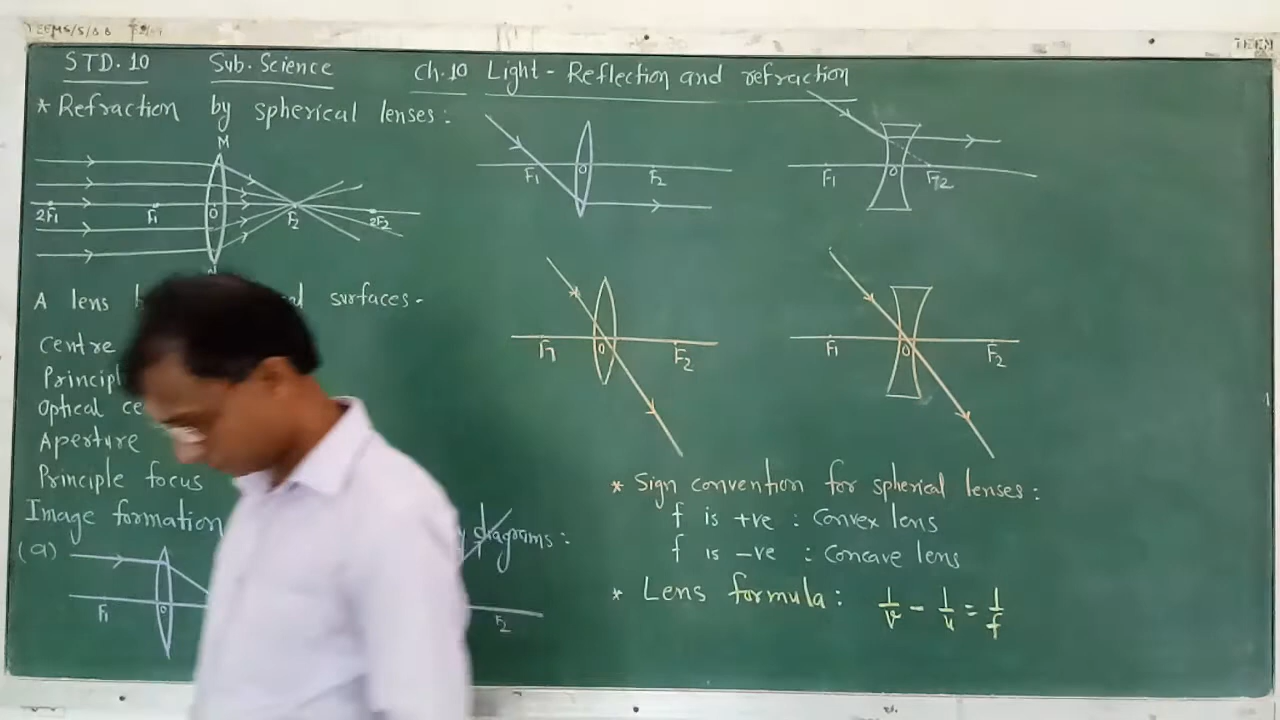 STD. 10 Sub. Science Ch. 10 Light - Reflection and refraction
* Refraction by spherical lenses :
M
2F1 F1 O F2 2F2
A lens surfaces -
Centre
Optical
Aperture
Principle focus
Image formation diagrams :
(a)
F1 O
F2
F1 O F2
F1 O F2
F1 O F2
F1 O F2
* Sign convention for spherical lenses :
f is +ve : Convex lens
f is -ve : Concave lens
* Lens formula : 1/v - 1/u = 1/f